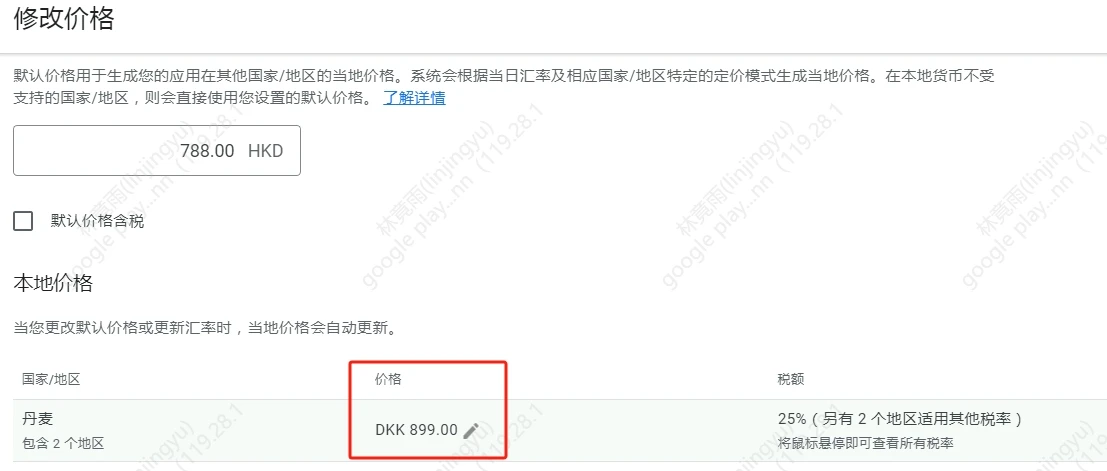 修改价格
默认价格用于生成您的应用在其他国家/地区的当地价格。系统会根据当日汇率及相应国家/地区特定的定价模式生成当地价格。在本地货币不受
支持的国家/地区，则会直接使用您设置的默认价格。 了解详情
788.00 HKD
默认价格含税
本地价格
当您更改默认价格或更新汇率时，当地价格会自动更新。
国家/地区 价格 税额
丹麦 DKK 899.00 25%（另有 2 个地区适用其他税率）
包含 2 个地区 将鼠标悬停即可查看所有税率
林竟雨(linjingyu)
google play...nn（119.28.1
林竟雨(linjingyu)
google play...nn（119.28.1
林竟雨(linjingyu)
google play...nn（119.28.1
林竟雨(linjingyu)
google play...nn（119.28.1